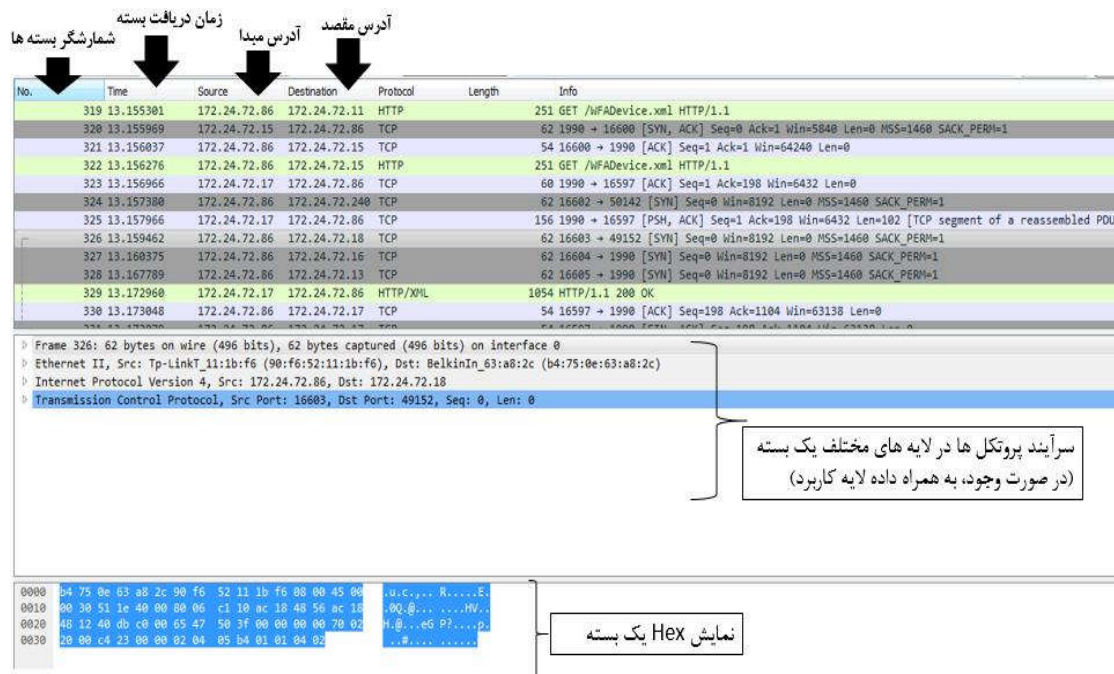 شمارشگر بسته ها
زمان دریافت بسته
آدرس مبدا
آدرس مقصد
No. Time Source Destination Protocol Length Info
319 13.155301 172.24.72.86 172.24.72.11 HTTP 251 GET /WFADevice.xml HTTP/1.1
320 13.155969 172.24.72.15 172.24.72.86 TCP 62 1990 → 16600 [SYN, ACK] Seq=0 Ack=1 Win=5840 Len=0 MSS=1460 SACK_PERM=1
321 13.156037 172.24.72.86 172.24.72.15 TCP 54 16600 → 1990 [ACK] Seq=1 Ack=1 Win=64240 Len=0
322 13.156276 172.24.72.86 172.24.72.15 HTTP 251 GET /WFADevice.xml HTTP/1.1
323 13.156966 172.24.72.17 172.24.72.86 TCP 60 1990 → 16597 [ACK] Seq=1 Ack=198 Win=6432 Len=0
324 13.157380 172.24.72.86 172.24.72.240 TCP 62 16602 → 50142 [SYN] Seq=0 Win=8192 Len=0 MSS=1460 SACK_PERM=1
325 13.157966 172.24.72.17 172.24.72.86 TCP 156 1990 → 16597 [PSH, ACK] Seq=1 Ack=198 Win=6432 Len=102 [TCP segment of a reassembled PDU
326 13.159462 172.24.72.86 172.24.72.18 TCP 62 16603 → 49152 [SYN] Seq=0 Win=8192 Len=0 MSS=1460 SACK_PERM=1
327 13.160375 172.24.72.86 172.24.72.16 TCP 62 16604 → 1990 [SYN] Seq=0 Win=8192 Len=0 MSS=1460 SACK_PERM=1
328 13.167789 172.24.72.86 172.24.72.13 TCP 62 16605 → 1990 [SYN] Seq=0 Win=8192 Len=0 MSS=1460 SACK_PERM=1
329 13.172960 172.24.72.17 172.24.72.86 HTTP/XML 1054 HTTP/1.1 200 OK
330 13.173048 172.24.72.86 172.24.72.17 TCP 54 16597 → 1990 [ACK] Seq=198 Ack=1104 Win=63138 Len=0
Frame 326: 62 bytes on wire (496 bits), 62 bytes captured (496 bits) on interface 0
Ethernet II, Src: Tp-LinkT_11:1b:f6 (90:f6:52:11:1b:f6), Dst: BelkinIn_63:a8:2c (b4:75:0e:63:a8:2c)
Internet Protocol Version 4, Src: 172.24.72.86, Dst: 172.24.72.18
Transmission Control Protocol, Src Port: 16603, Dst Port: 49152, Seq: 0, Len: 0
سرآیند پروتکل ها در لایه های مختلف یک بسته
(در صورت وجود، به همراه داده لایه کاربرد)
0000 b4 75 0e 63 a8 2c 90 f6 52 11 1b f6 08 00 45 00 .u.c.,.. R.....E.
0010 00 30 51 1e 40 00 80 06 c1 10 ac 18 48 56 ac 18 .0Q.@... ....HV..
0020 48 12 40 db c0 00 65 47 50 3f 00 00 00 00 70 02 H.@...eG P?....p.
0030 20 00 c4 23 00 00 02 04 05 b4 01 01 04 02 ..#.... ......
نمایش Hex یک بسته